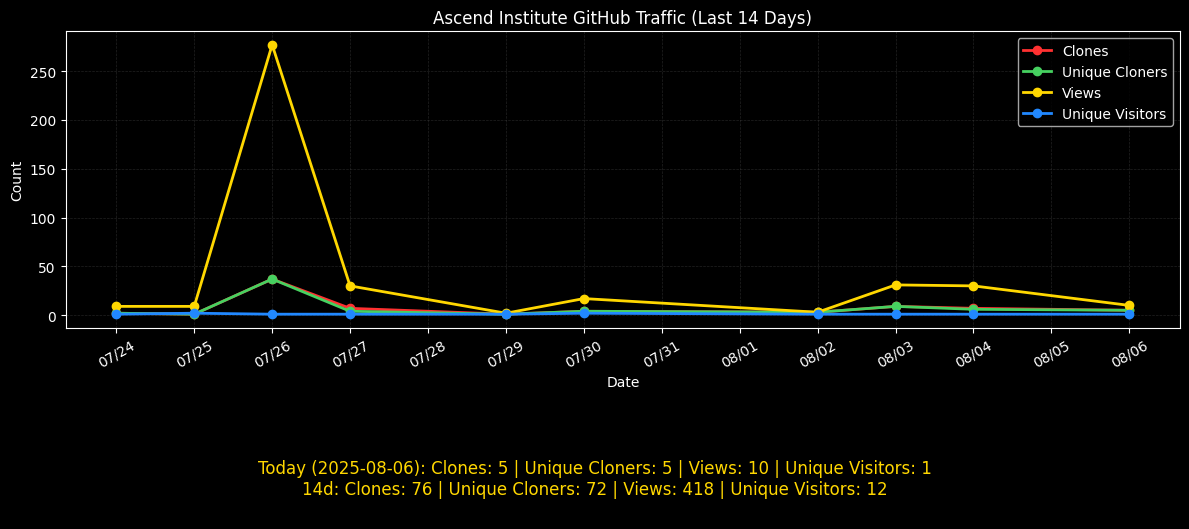 Ascend Institute GitHub Traffic (Last 14 Days)
Clones
Unique Cloners
Views
Unique Visitors
Count
250
200
150
100
50
0
07/24
07/25
07/26
07/27
07/28
07/29
07/30
07/31
08/01
08/02
08/03
08/04
08/05
08/06
Date
Today (2025-08-06): Clones: 5 | Unique Cloners: 5 | Views: 10 | Unique Visitors: 1
14d: Clones: 76 | Unique Cloners: 72 | Views: 418 | Unique Visitors: 12